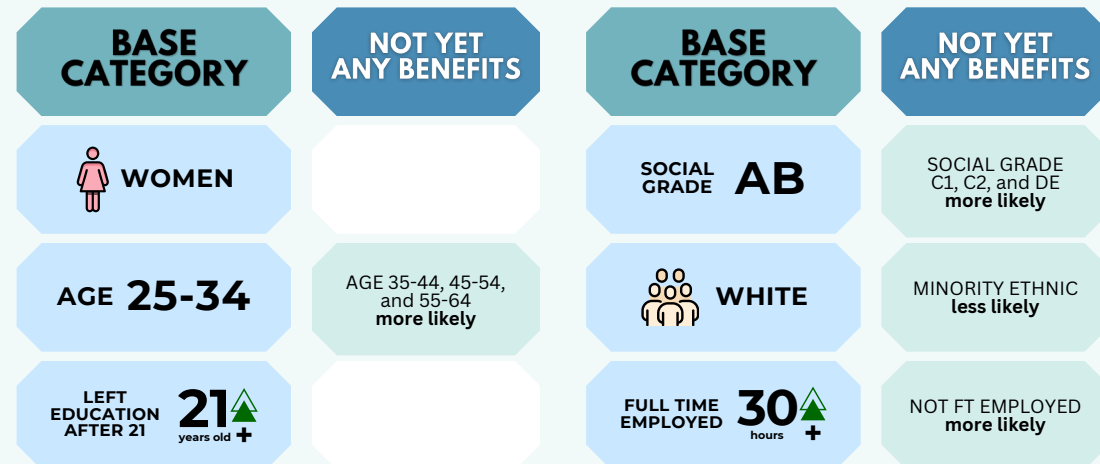 BASE
CATEGORY
NOT YET
ANY BENEFITS
WOMEN
AGE 25-34
AGE 35-44, 45-54,
and 55-64
more likely
LEFT
EDUCATION
AFTER 21
21
years old +
BASE
CATEGORY
NOT YET
ANY BENEFITS
SOCIAL
GRADE
AB
SOCIAL GRADE
C1, C2, and DE
more likely
WHITE
MINORITY ETHNIC
less likely
FULL TIME
EMPLOYED
30
hours +
NOT FT EMPLOYED
more likely